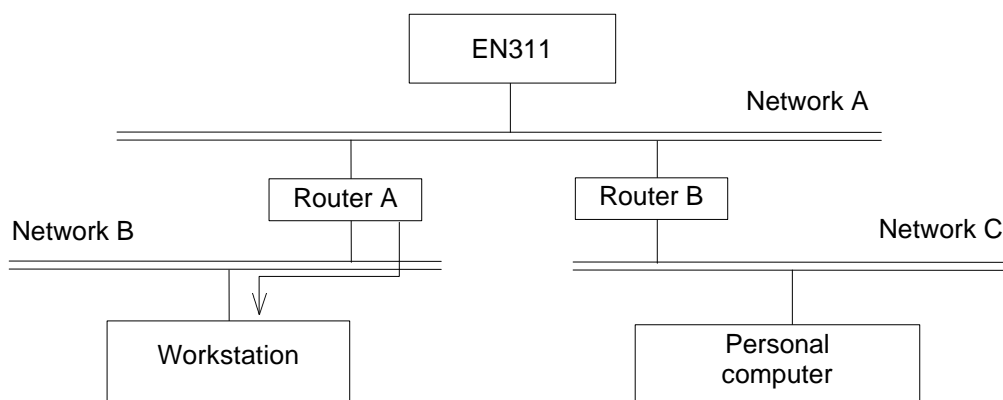 EN311
Network A
Router A
Router B
Network B
Network C
Workstation
Personal
computer